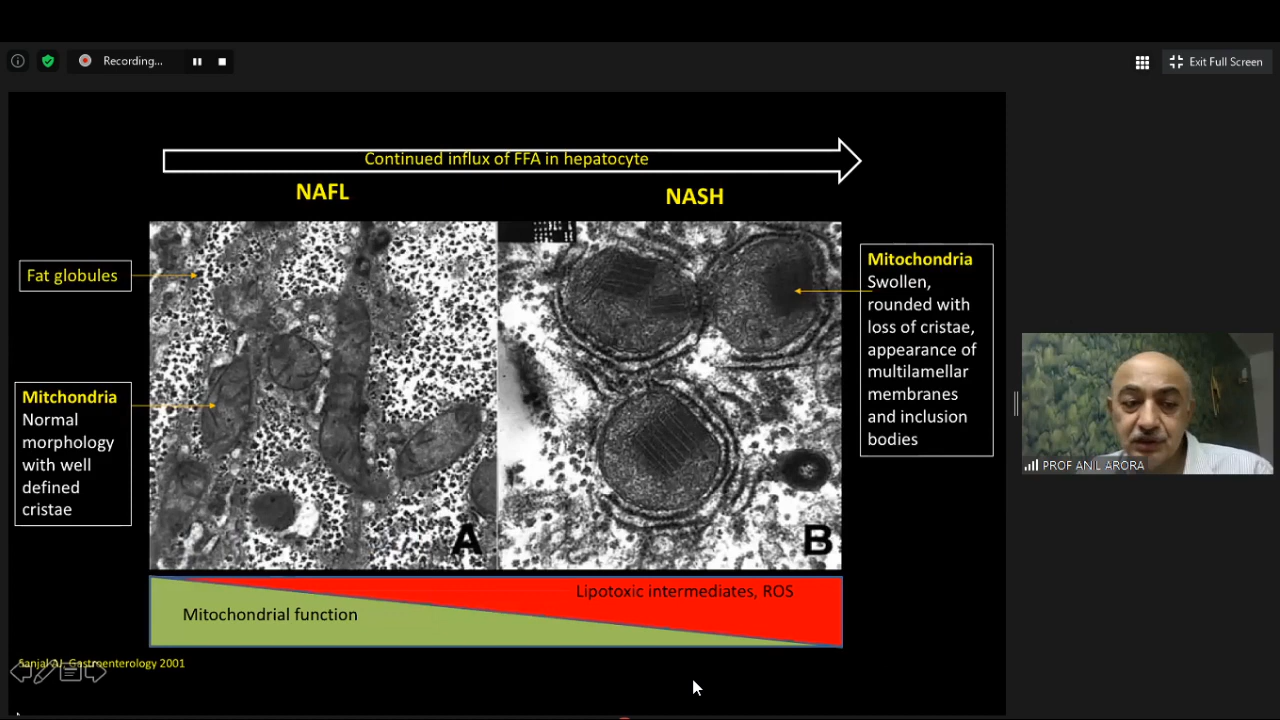 Recording...
Exit Full Screen
Continued influx of FFA in hepatocyte
NAFL
NASH
Fat globules
Mitchondria
Normal
morphology
with well
defined
cristae
Mitochondria
Swollen,
rounded with
loss of cristae,
appearance of
multilamellar
membranes
and inclusion
bodies
A
B
Lipotoxic intermediates, ROS
Mitochondrial function
Sanjal AJ, Gastroenterology 2001
PROF ANIL ARORA